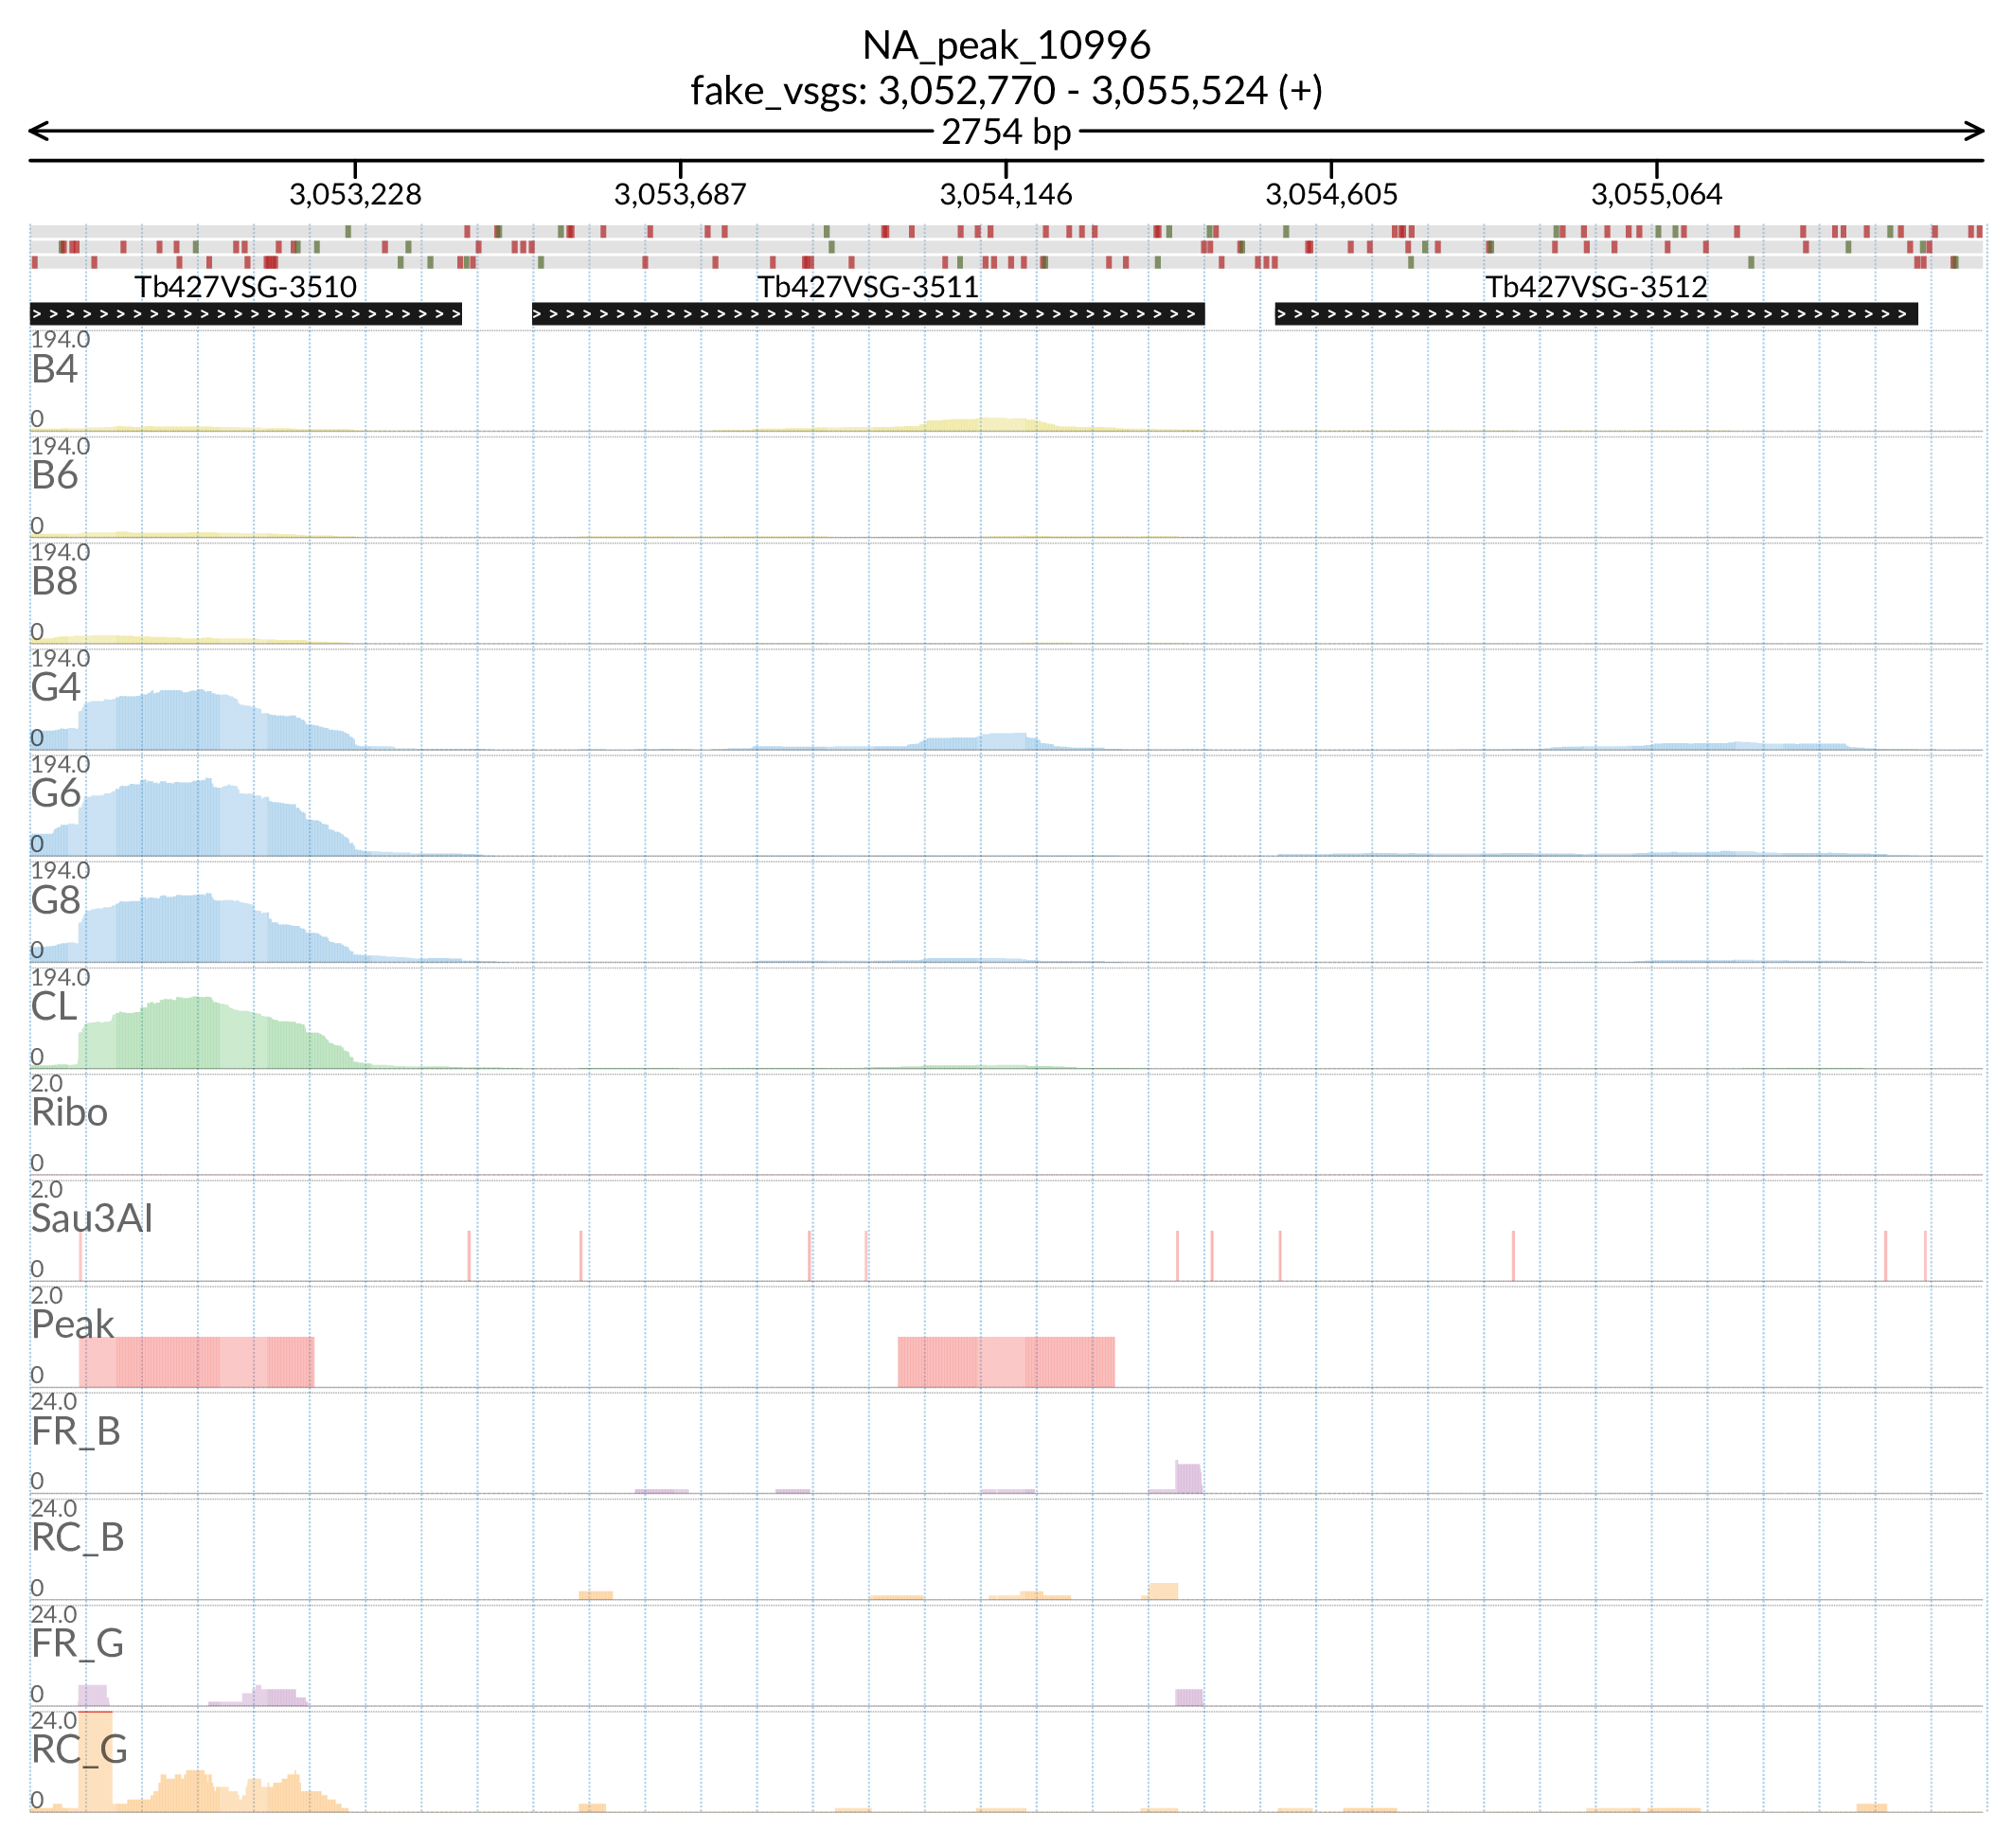 NA_peak_10996
fake_vsgs: 3,052,770 - 3,055,524 (+)
2754 bp
3,053,228 3,053,687 3,054,146 3,054,605 3,055,064
Tb427VSG-3510 Tb427VSG-3511 Tb427VSG-3512
194.0
B4
0
194.0
B6
0
194.0
B8
0
194.0
G4
0
194.0
G6
0
194.0
G8
0
194.0
CL
0
2.0
Ribo
0
2.0
Sau3AI
0
2.0
Peak
0
24.0
FR_B
0
24.0
RC_B
0
24.0
FR_G
0
24.0
RC_G
0